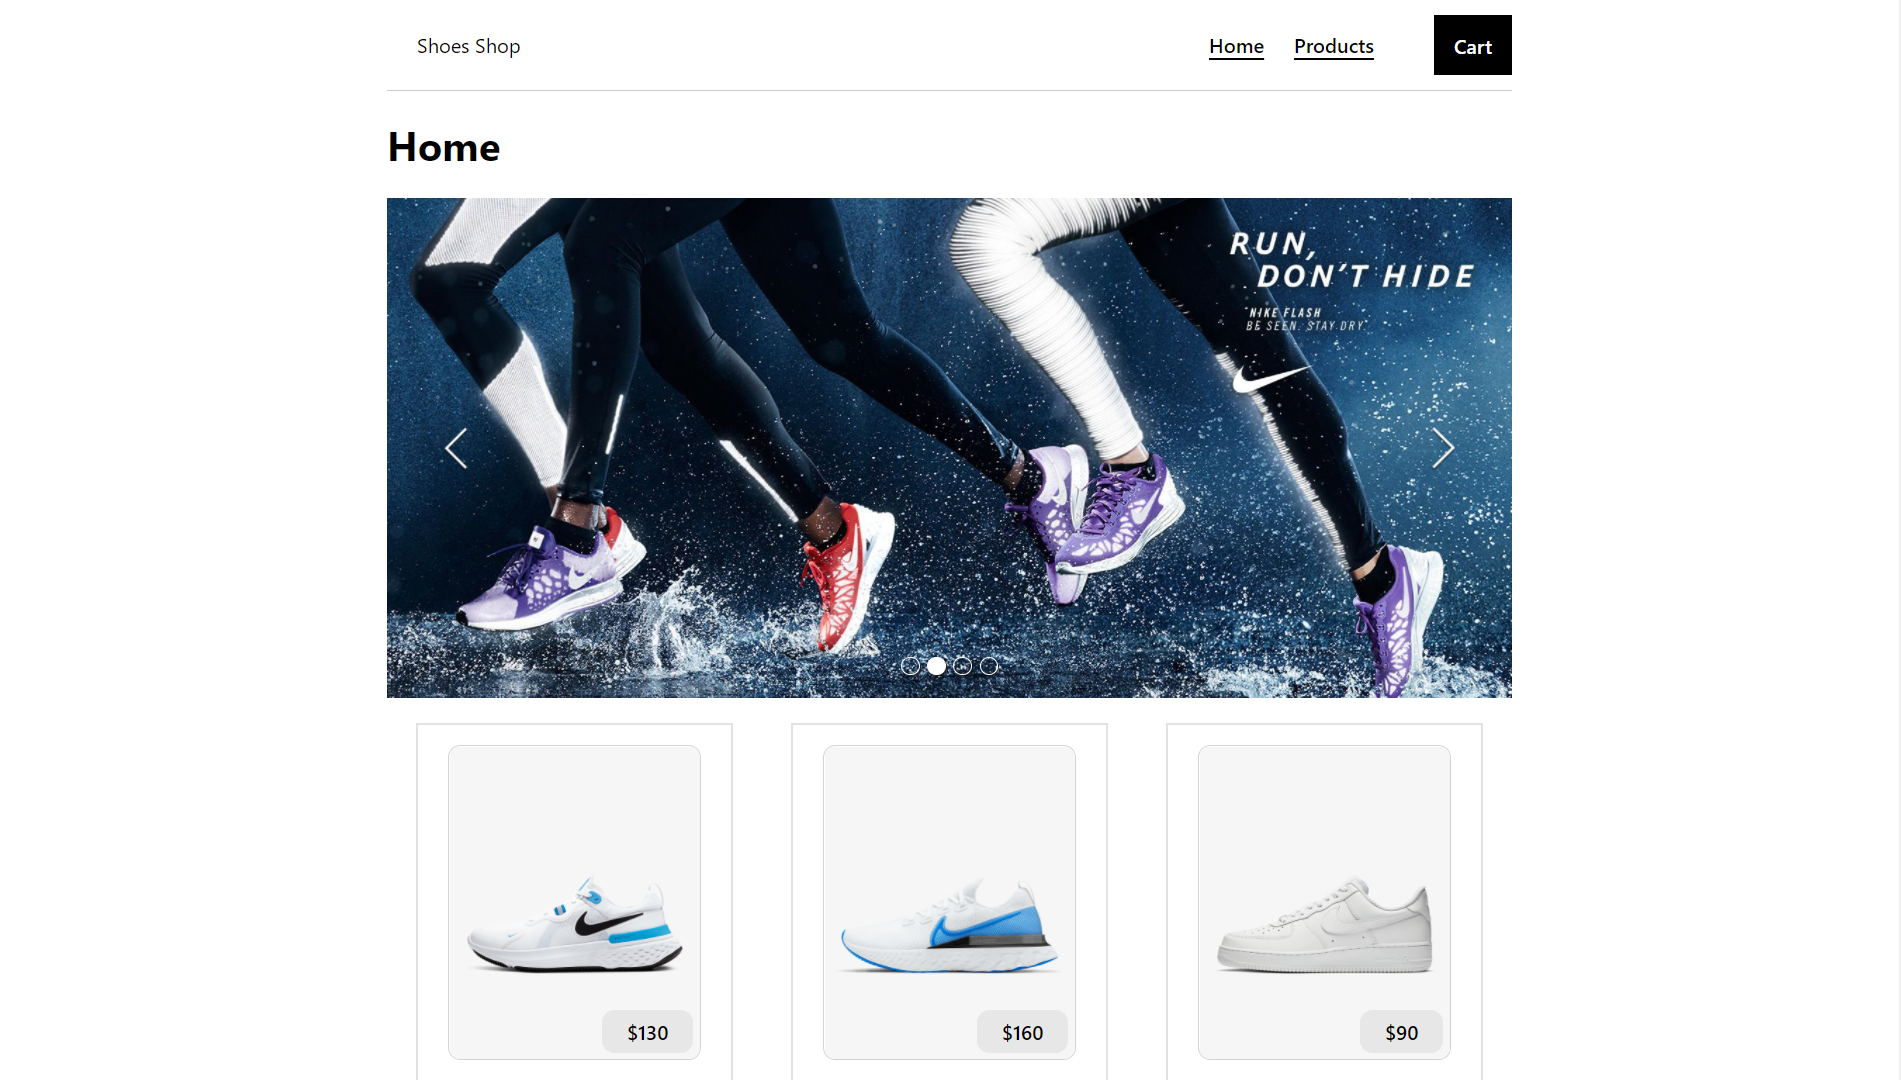 Shoes Shop
Home
Products
Cart
Home
RUN,
DON'T HIDE
"NIKE FLASH
BE SEEN. STAY DRY"
$130
$160
$90